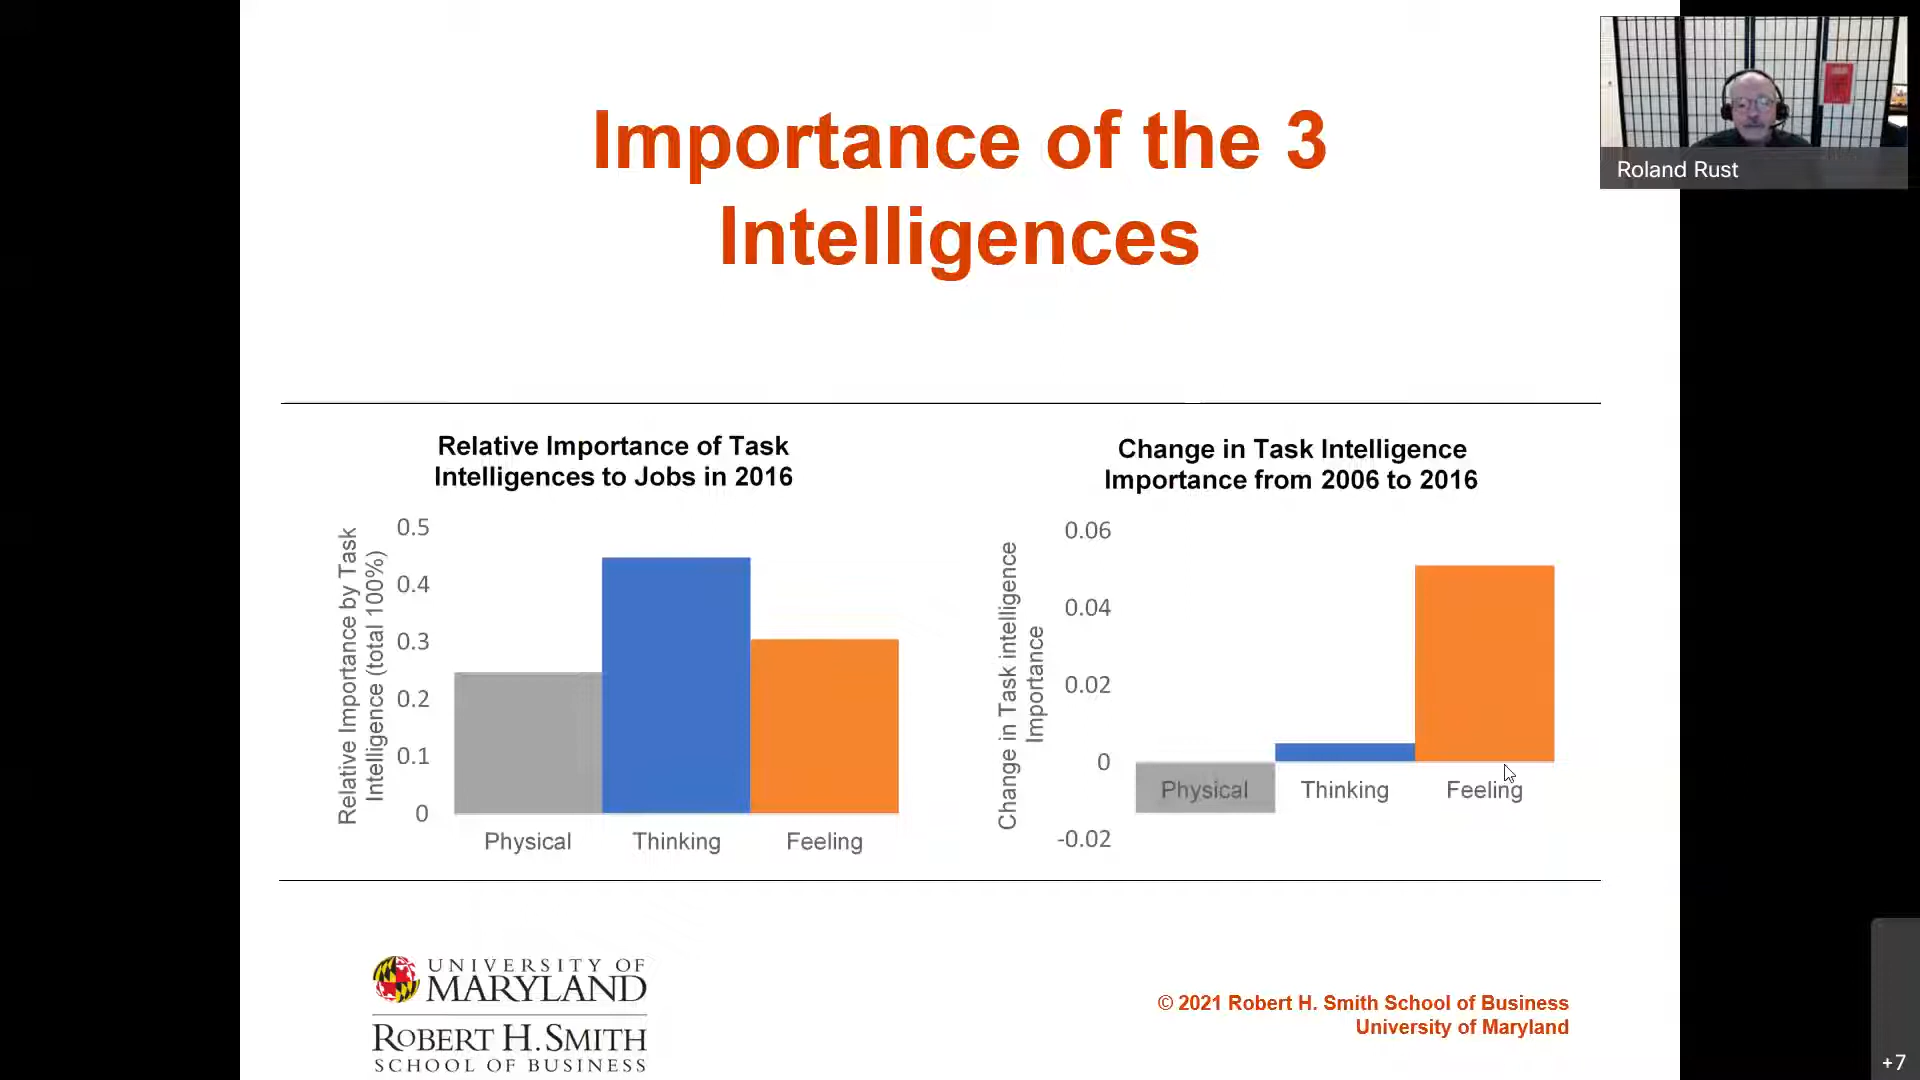 Importance of the 3
Intelligences
Roland Rust
Relative Importance of Task
Intelligences to Jobs in 2016
Relative Importance by Task
Intelligence (total 100%)
0.5
0.4
0.3
0.2
0.1
0
Physical Thinking Feeling
Change in Task Intelligence
Importance from 2006 to 2016
Change in Task intelligence
Importance
0.06
0.04
0.02
0
-0.02
Physical Thinking Feeling
UNIVERSITY OF
MARYLAND
ROBERT H. SMITH
SCHOOL OF BUSINESS
© 2021 Robert H. Smith School of Business
University of Maryland
+7